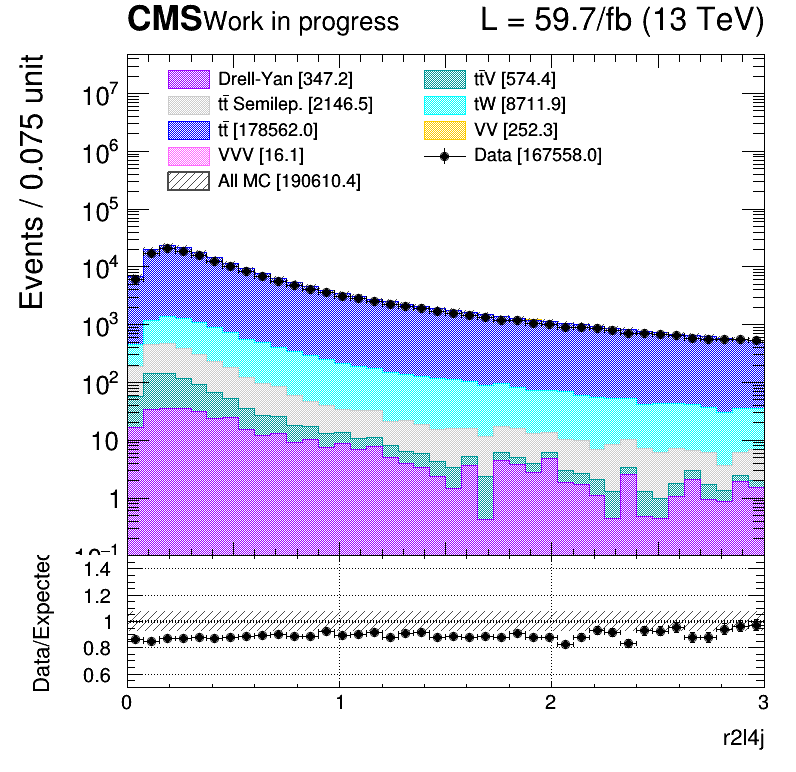 CMS Work in progress L = 59.7/fb (13 TeV)
Events / 0.075 unit
Drell-Yan [347.2] tt̄V [574.4]
tt̄ Semilep. [2146.5] tW [8711.9]
tt̄ [178562.0] VV [252.3]
VVV [16.1] Data [167558.0]
All MC [190610.4]
10⁷
10⁶
10⁵
10⁴
10³
10²
10
1
10⁻¹
Data/Expected
1.4
1.2
1
0.8
0.6
0 1 2 3
r2l4j